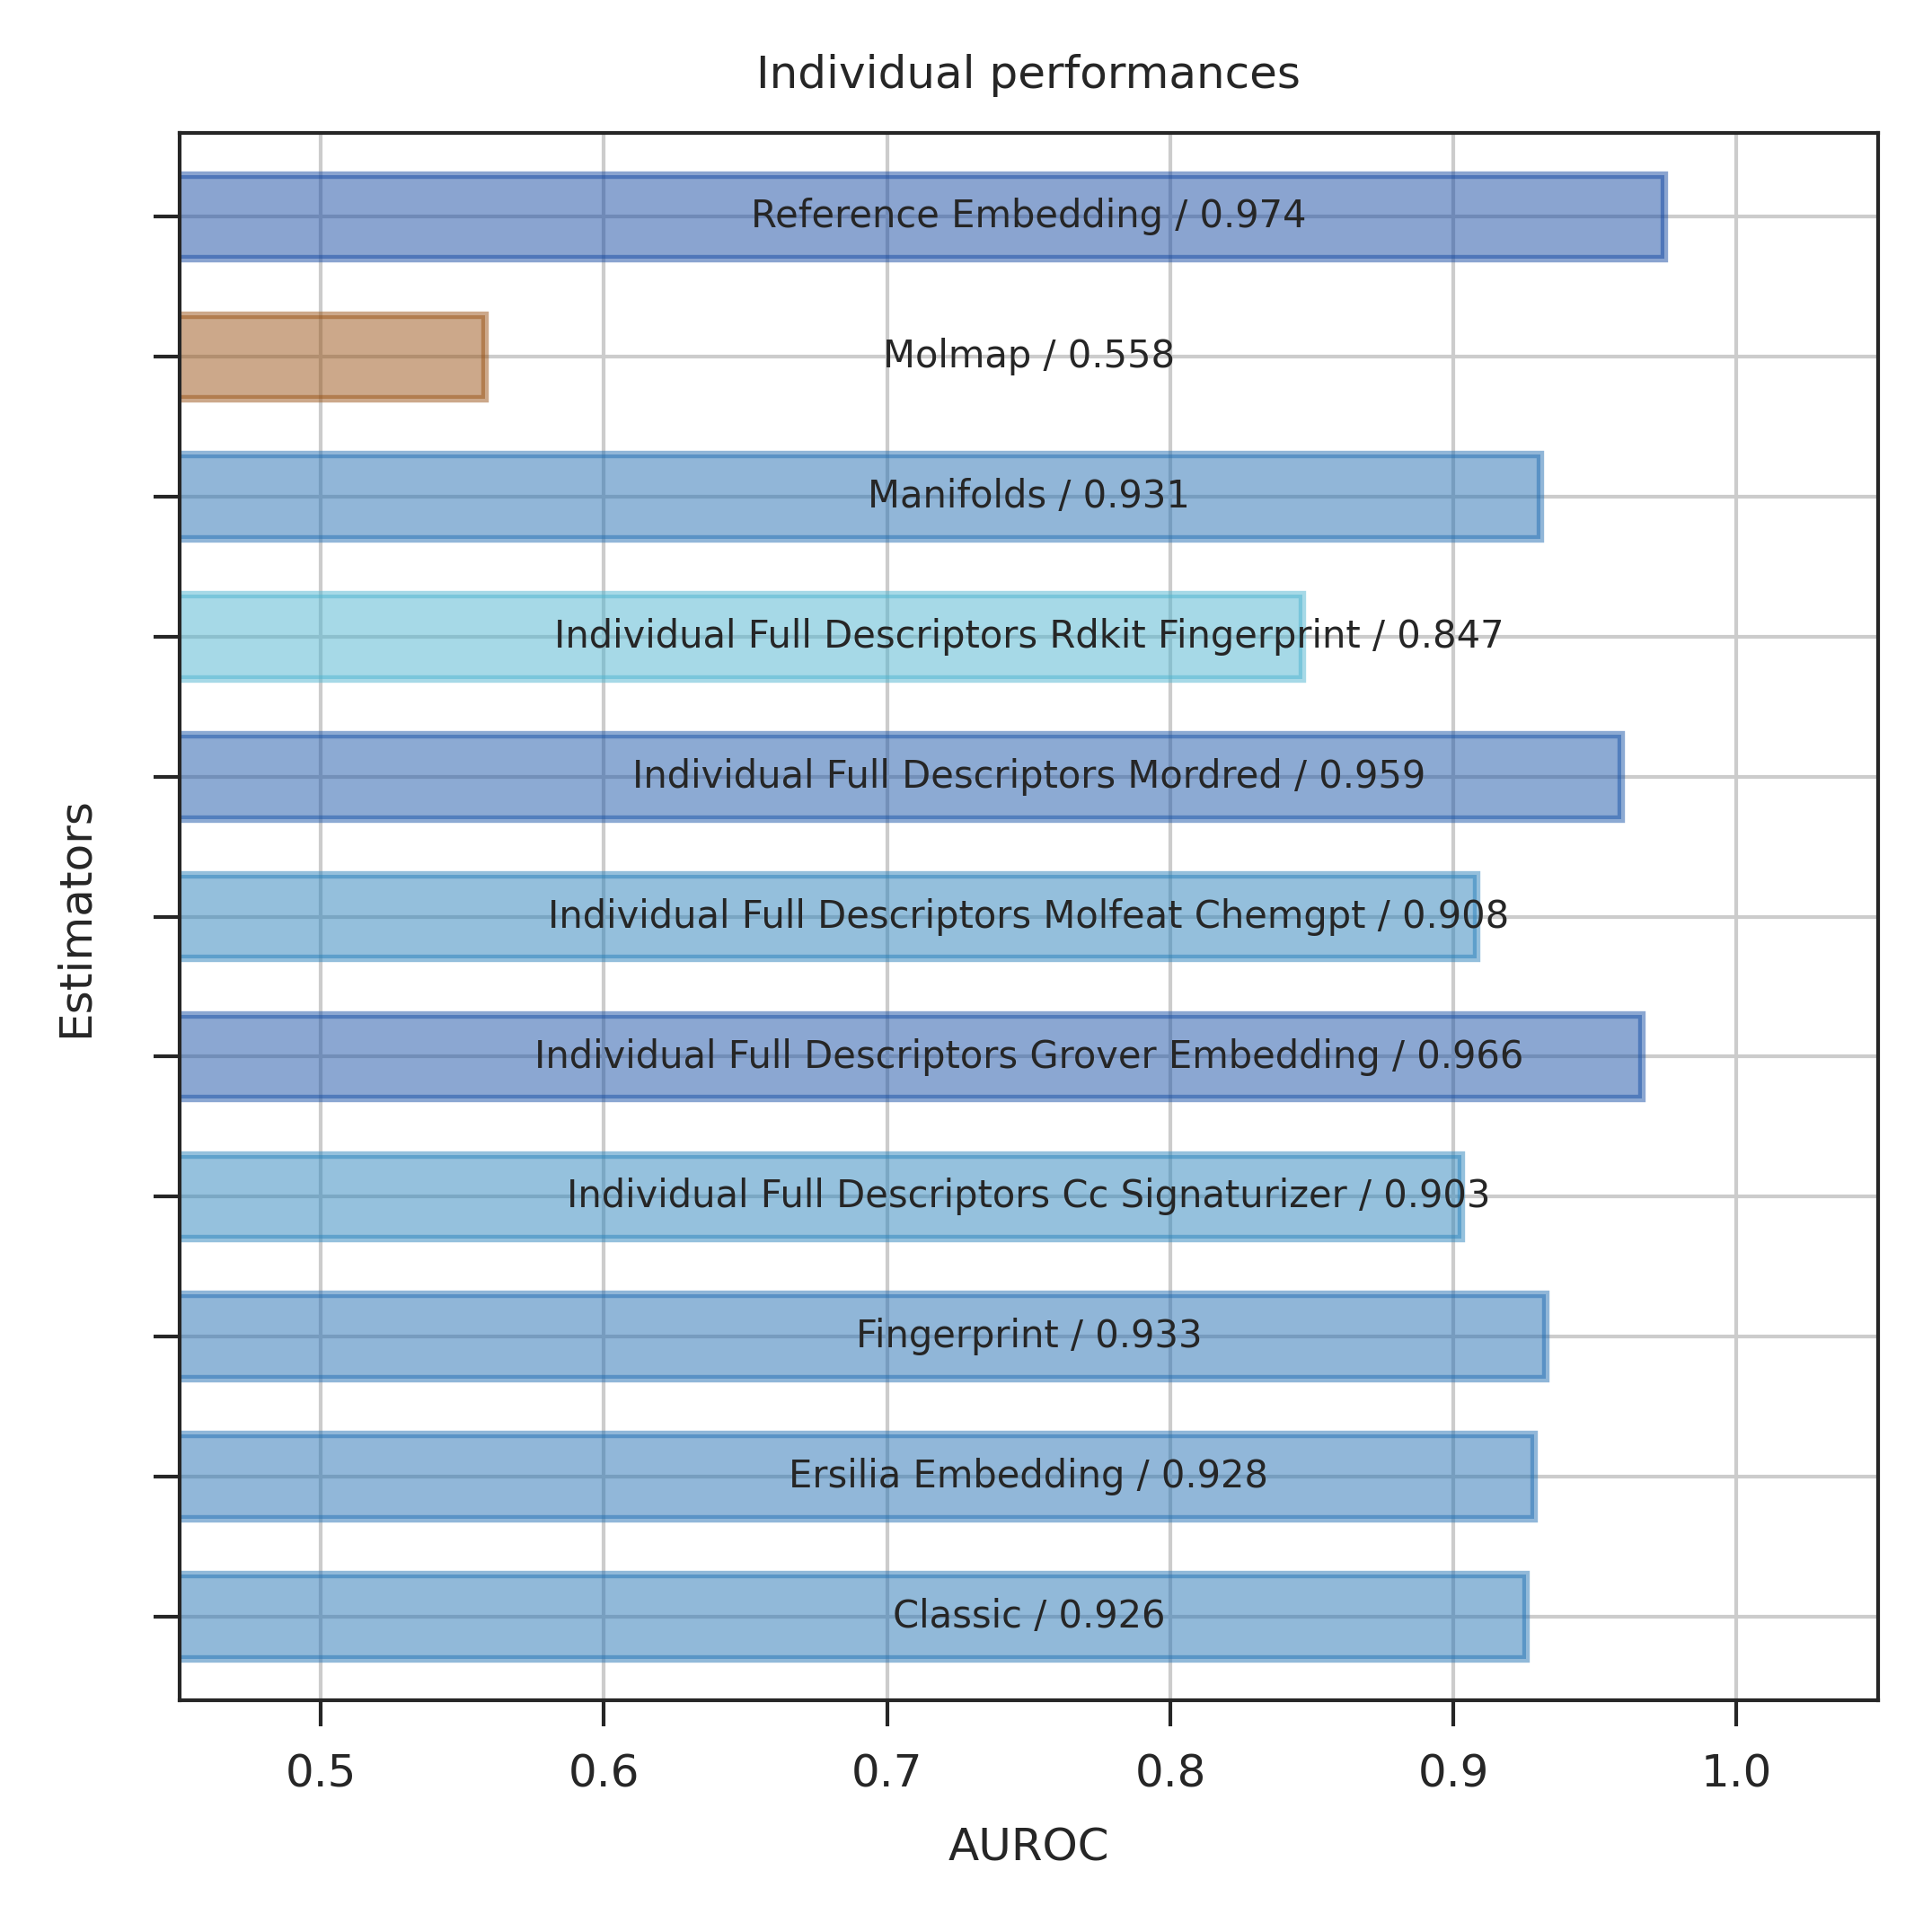 Individual performances
Reference Embedding / 0.974
Molmap / 0.558
Manifolds / 0.931
Individual Full Descriptors Rdkit Fingerprint / 0.847
Individual Full Descriptors Mordred / 0.959
Individual Full Descriptors Molfeat Chemgpt / 0.908
Individual Full Descriptors Grover Embedding / 0.966
Individual Full Descriptors Cc Signaturizer / 0.903
Fingerprint / 0.933
Ersilia Embedding / 0.928
Classic / 0.926
Estimators
0.5 0.6 0.7 0.8 0.9 1.0
AUROC